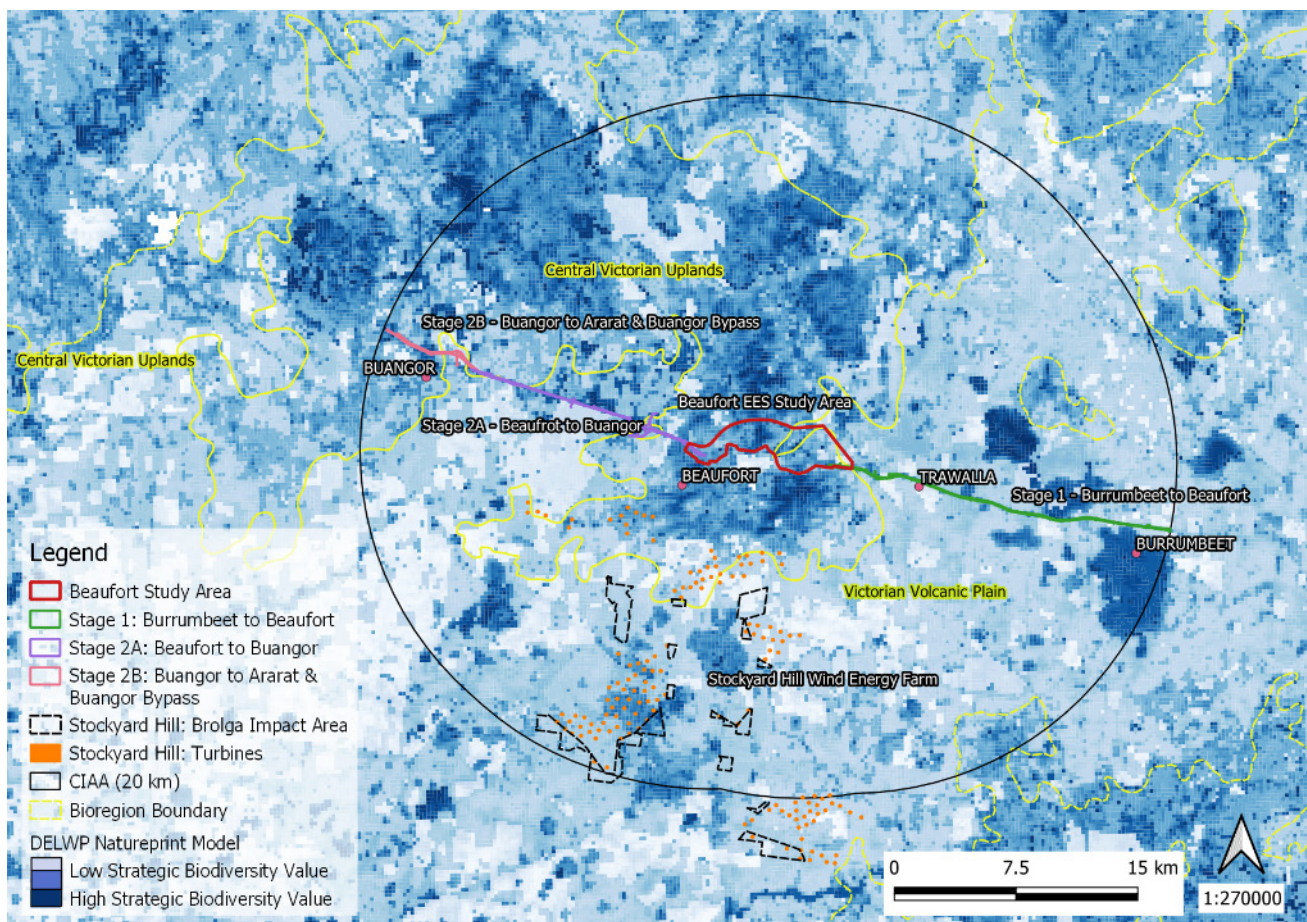 Central Victorian Uplands
Stage 2B - Buangor to Ararat & Buangor Bypass
Central Victorian Uplands
BUANGOR
Beaufort EES Study Area
Stage 2A - Beaufrot to Buangor
BEAUFORT
TRAWALLA
Stage 1 - Burrumbeet to Beaufort
BURRUMBEET
Victorian Volcanic Plain
Stockyard Hill Wind Energy Farm
Legend
Beaufort Study Area
Stage 1: Burrumbeet to Beaufort
Stage 2A: Beaufort to Buangor
Stage 2B: Buangor to Ararat &
Buangor Bypass
Stockyard Hill: Brolga Impact Area
Stockyard Hill: Turbines
CIAA (20 km)
Bioregion Boundary
DELWP Natureprint Model
Low Strategic Biodiversity Value
High Strategic Biodiversity Value
0 7.5 15 km
1:270000